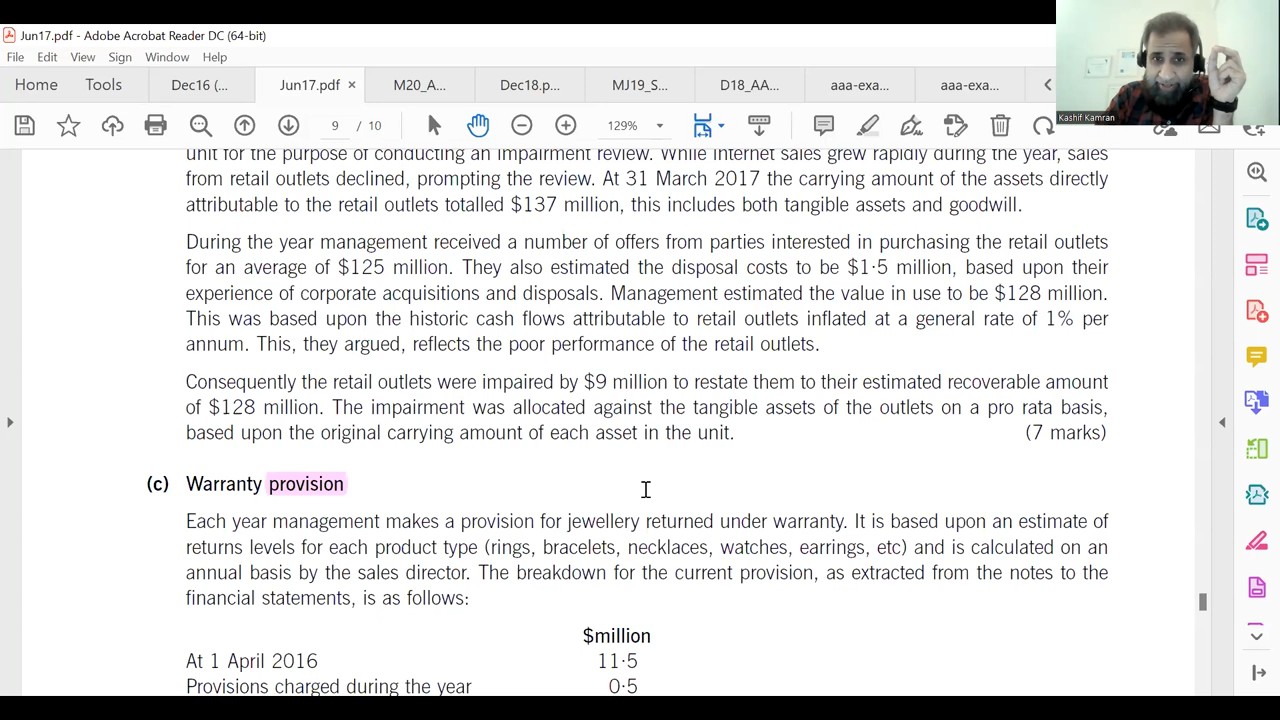 Jun17.pdf - Adobe Acrobat Reader DC (64-bit)
File Edit View Sign Window Help
Home Tools Dec16 (... Jun17.pdf × M20_A... Dec18.p... MJ19_S... D18_AA... aaa-exa... aaa-exa...
9 / 10 129%
Kashif Kamran
unit for the purpose of conducting an impairment review. While internet sales grew rapidly during the year, sales
from retail outlets declined, prompting the review. At 31 March 2017 the carrying amount of the assets directly
attributable to the retail outlets totalled $137 million, this includes both tangible assets and goodwill.
During the year management received a number of offers from parties interested in purchasing the retail outlets
for an average of $125 million. They also estimated the disposal costs to be $1·5 million, based upon their
experience of corporate acquisitions and disposals. Management estimated the value in use to be $128 million.
This was based upon the historic cash flows attributable to retail outlets inflated at a general rate of 1% per
annum. This, they argued, reflects the poor performance of the retail outlets.
Consequently the retail outlets were impaired by $9 million to restate them to their estimated recoverable amount
of $128 million. The impairment was allocated against the tangible assets of the outlets on a pro rata basis,
based upon the original carrying amount of each asset in the unit. (7 marks)
(c) Warranty provision
Each year management makes a provision for jewellery returned under warranty. It is based upon an estimate of
returns levels for each product type (rings, bracelets, necklaces, watches, earrings, etc) and is calculated on an
annual basis by the sales director. The breakdown for the current provision, as extracted from the notes to the
financial statements, is as follows:
$million
At 1 April 2016 11·5
Provisions charged during the year 0·5